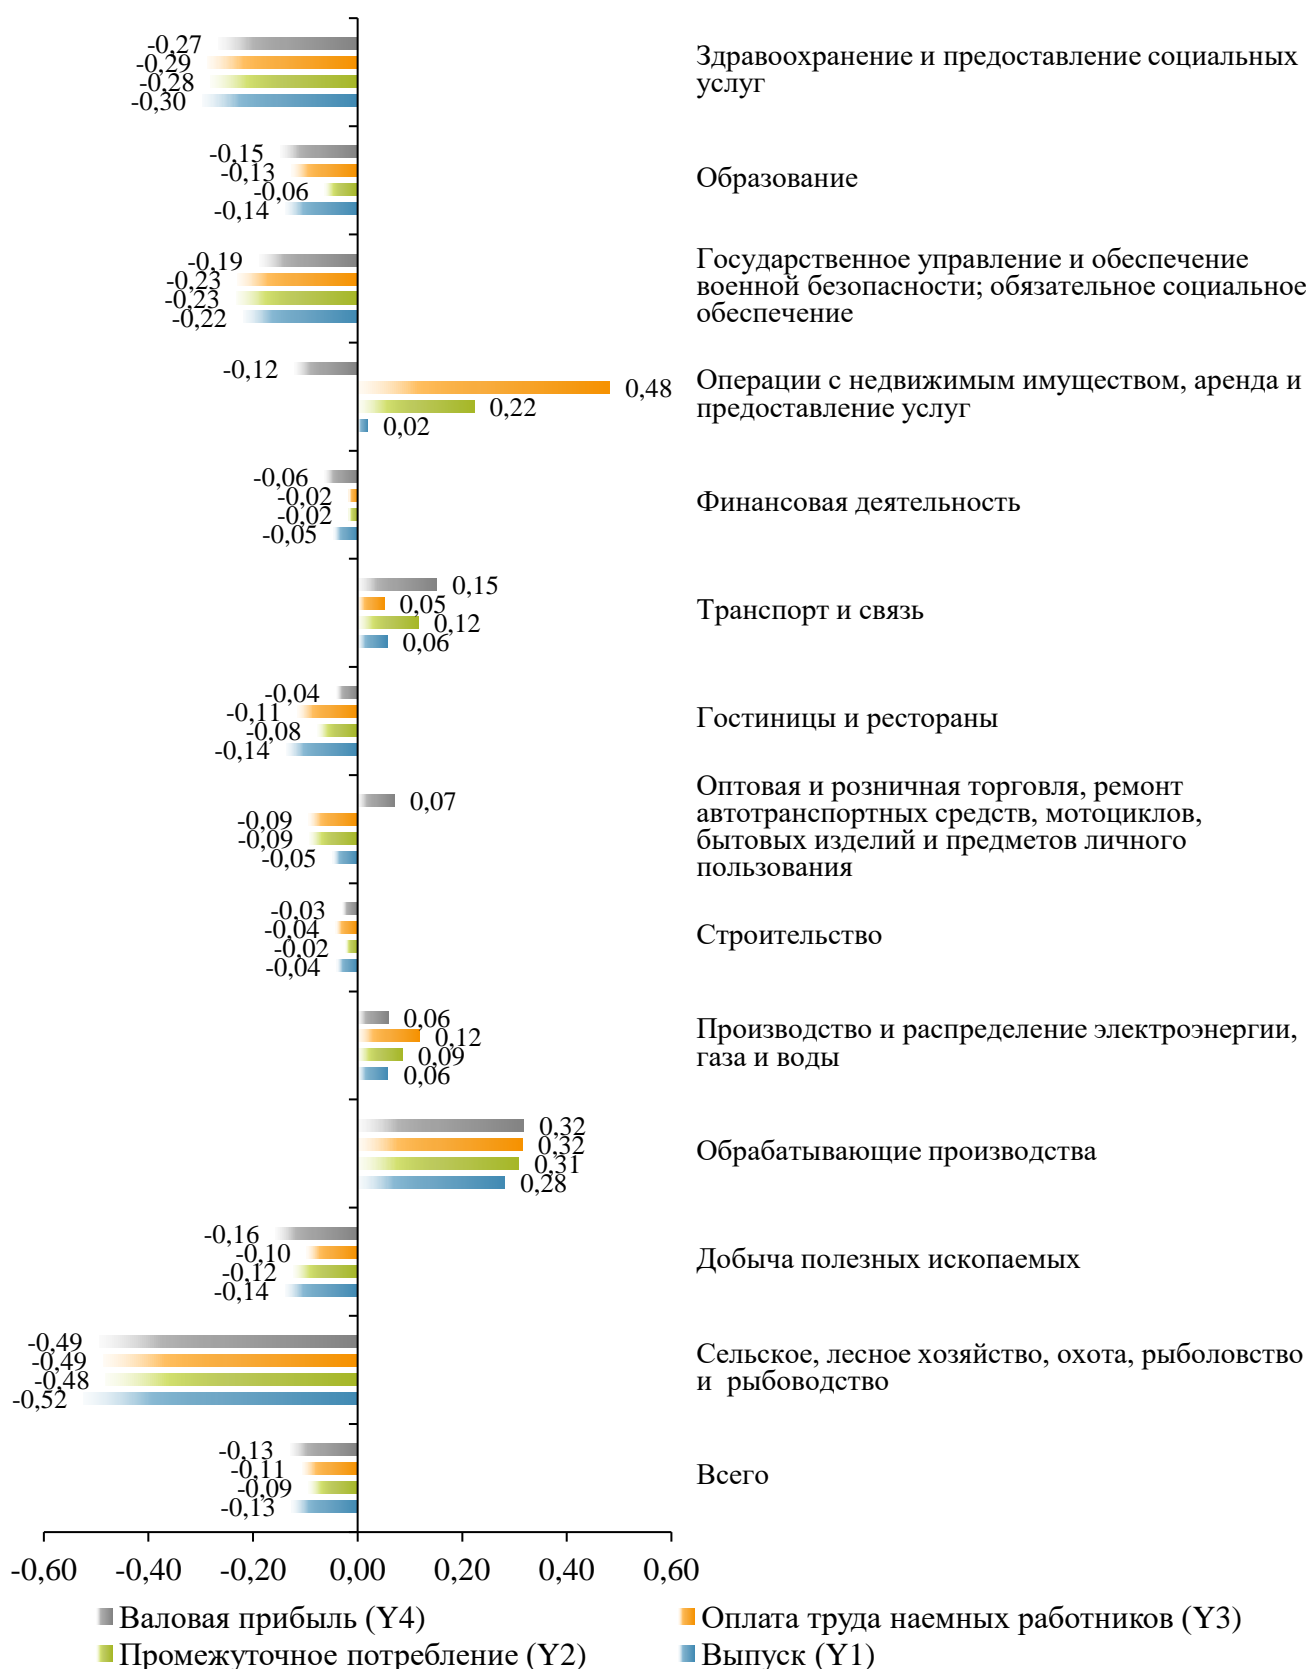 -0,27
-0,29
-0,28
-0,30
Здравоохранение и предоставление социальных
услуг
-0,15
-0,13
-0,06
-0,14
Образование
-0,19
-0,23
-0,23
-0,22
Государственное управление и обеспечение
военной безопасности; обязательное социальное
обеспечение
-0,12
0,48
0,22
0,02
Операции с недвижимым имуществом, аренда и
предоставление услуг
-0,06
-0,02
-0,02
-0,05
Финансовая деятельность
0,15
0,05
0,12
0,06
Транспорт и связь
-0,04
-0,11
-0,08
-0,14
Гостиницы и рестораны
0,07
-0,09
-0,09
-0,05
Оптовая и розничная торговля, ремонт
автотранспортных средств, мотоциклов,
бытовых изделий и предметов личного
пользования
-0,03
-0,04
-0,02
-0,04
Строительство
0,06
0,12
0,09
0,06
Производство и распределение электроэнергии,
газа и воды
0,32
0,32
0,31
0,28
Обрабатывающие производства
-0,16
-0,10
-0,12
-0,14
Добыча полезных ископаемых
-0,49
-0,49
-0,48
-0,52
Сельское, лесное хозяйство, охота, рыболовство
и рыбоводство
-0,13
-0,11
-0,09
-0,13
Всего
-0,60 -0,40 -0,20 0,00 0,20 0,40 0,60
Валовая прибыль (Y4) Оплата труда наемных работников (Y3)
Промежуточное потребление (Y2) Выпуск (Y1)